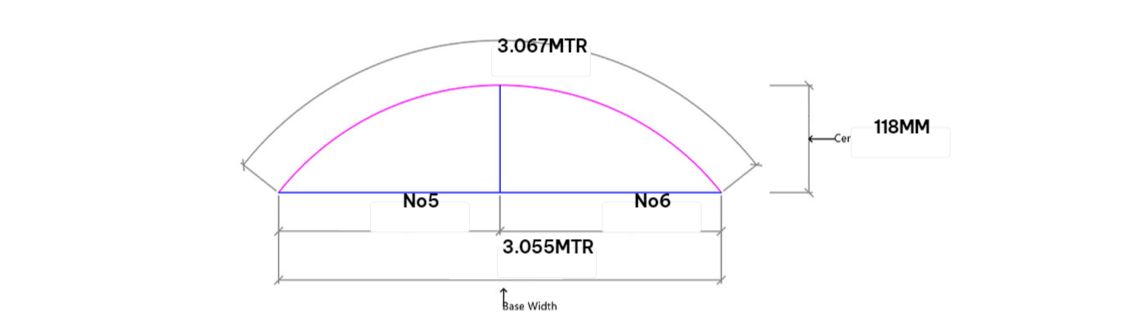 3.067MTR
118MM
Cer
No5 No6
3.055MTR
Base Width